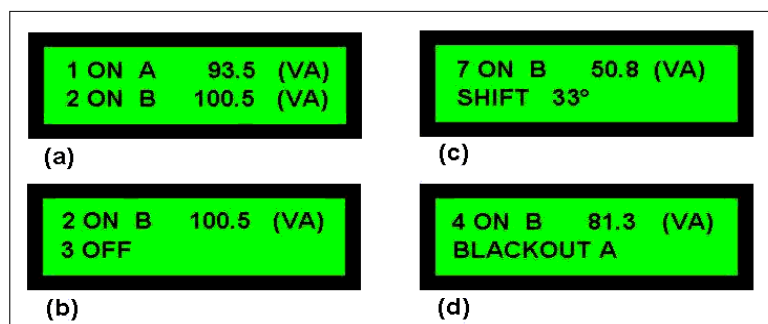 1 ON A 93.5 (VA)
2 ON B 100.5 (VA)
(a)
2 ON B 100.5 (VA)
3 OFF
(b)
7 ON B 50.8 (VA)
SHIFT 33°
(c)
4 ON B 81.3 (VA)
BLACKOUT A
(d)